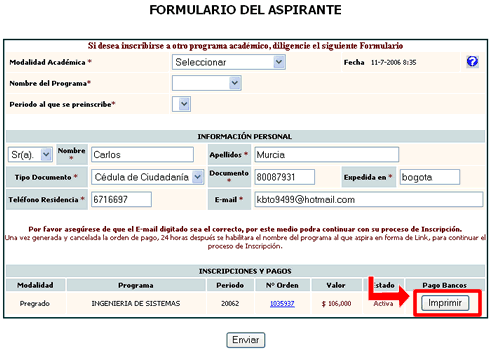 FORMULARIO DEL ASPIRANTE
Si desea inscribirse a otro programa académico, diligencie el siguiente Formulario
Modalidad Académica * Seleccionar Fecha 11-7-2006 8:35 ?
Nombre del Programa*
Periodo al que se preinscribe*
INFORMACIÓN PERSONAL
Sr(a). Nombre * Carlos Apellidos * Murcia
Tipo Documento * Cédula de Ciudadanía Documento * 80087931 Expedida en * bogota
Teléfono Residencia * 6716697 E-mail * kbto9499@hotmail.com
Por favor asegúrese de que el E-mail digitado sea el correcto, por este medio podra continuar con su proceso de Inscripción.
Una vez generada y cancelada la orden de pago, 24 horas después se habilitara el nombre del programa al que aspira en forma de Link, para continuar el
proceso de Inscripción.
INSCRIPCIONES Y PAGOS
Modalidad Programa Periodo Nº Orden Valor Estado Pago Bancos
Pregrado INGENIERIA DE SISTEMAS 20062 1035937 $ 106,000 Activa Imprimir
Enviar